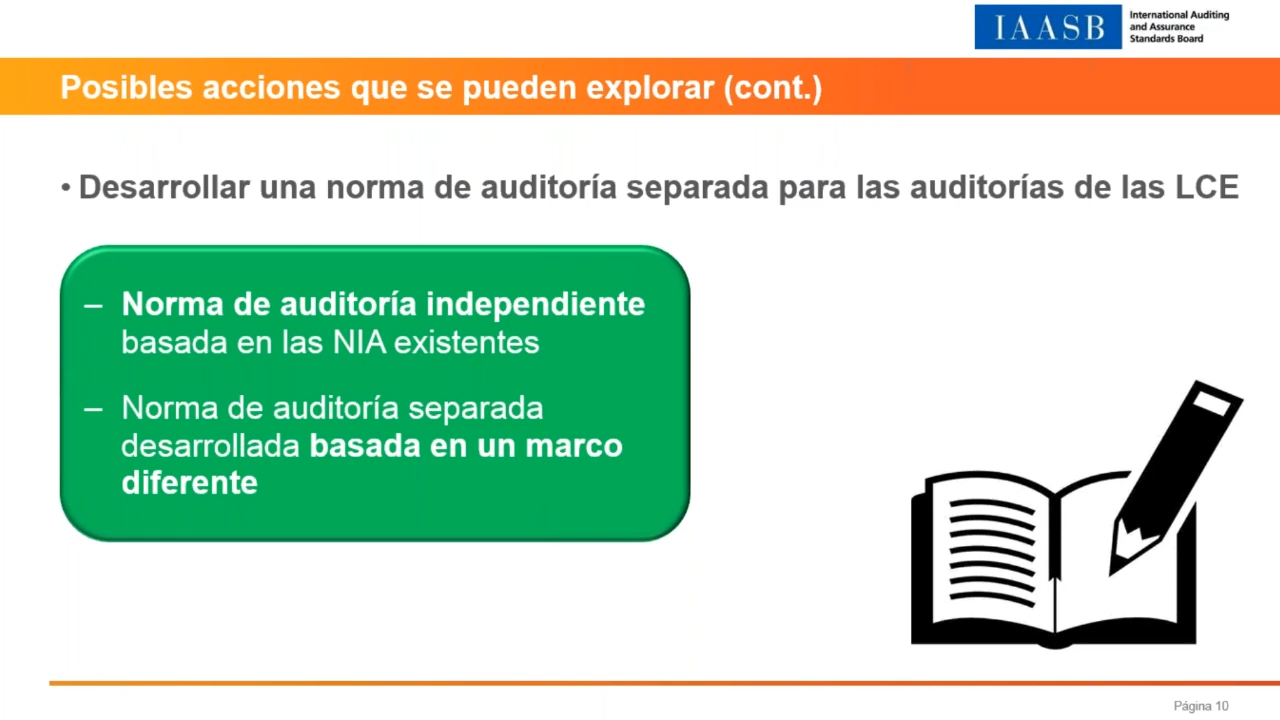 IAASB
International Auditing
and Assurance
Standards Board
Posibles acciones que se pueden explorar (cont.)
• Desarrollar una norma de auditoría separada para las auditorías de las LCE
– Norma de auditoría independiente
basada en las NIA existentes
– Norma de auditoría separada
desarrollada basada en un marco
diferente
Página 10